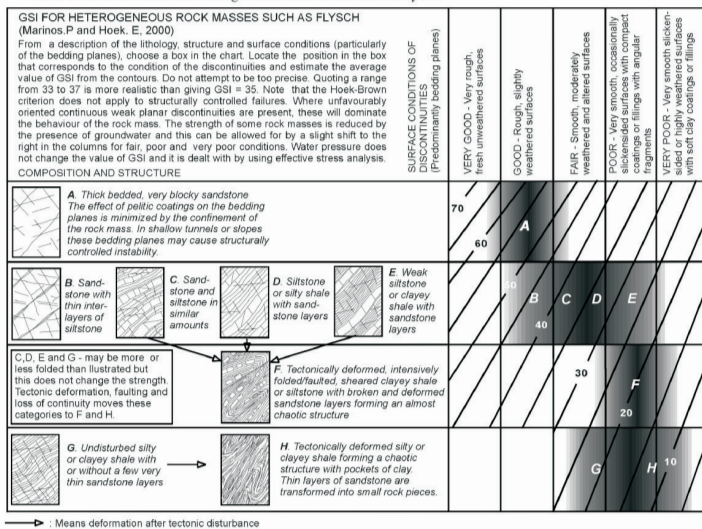 GSI FOR HETEROGENEOUS ROCK MASSES SUCH AS FLYSCH
(Marinos.P and Hoek. E, 2000)
From a description of the lithology, structure and surface conditions (particularly
of the bedding planes), choose a box in the chart. Locate the position in the box
that corresponds to the condition of the discontinuities and estimate the average
value of GSI from the contours. Do not attempt to be too precise. Quoting a range
from 33 to 37 is more realistic than giving GSI = 35. Note that the Hoek-Brown
criterion does not apply to structurally controlled failures. Where unfavourably
oriented continuous weak planar discontinuities are present, these will dominate
the behaviour of the rock mass. The strength of some rock masses is reduced by
the presence of groundwater and this can be allowed for by a slight shift to the
right in the columns for fair, poor and very poor conditions. Water pressure does
not change the value of GSI and it is dealt with by using effective stress analysis.
COMPOSITION AND STRUCTURE
SURFACE CONDITIONS OF
DISCONTINUITIES
(Predominantly bedding planes)
VERY GOOD - Very rough,
fresh unweathered surfaces
GOOD - Rough, slightly
weathered surfaces
FAIR - Smooth, moderately
weathered and altered surfaces
POOR - Very smooth, occasionally
slickensided surfaces with compact
coatings or fillings with angular
fragments
VERY POOR - Very smooth slicken-
sided or highly weathered surfaces
with soft clay coatings or fillings
A. Thick bedded, very blocky sandstone
The effect of pelitic coatings on the bedding
planes is minimized by the confinement of
the rock mass. In shallow tunnels or slopes
these bedding planes may cause structurally
controlled instability.
70
60
A
B. Sand-
stone with
thin inter-
layers of
siltstone
C. Sand-
stone and
siltstone in
similar
amounts
D. Siltstone
or silty shale
with sand-
stone layers
E. Weak
siltstone
or clayey
shale with
sandstone
layers
50
B
C
D
E
40
C,D, E and G - may be more or
less folded than llustrated but
this does not change the strength.
Tectonic deformation, faulting and
loss of continuity moves these
categories to F and H.
F. Tectonically deformed, intensively
folded/faulted, sheared clayey shale
or siltstone with broken and deformed
sandstone layers forming an almost
chaotic structure
30
F
20
G. Undisturbed silty
or clayey shale with
or without a few very
thin sandstone layers
H. Tectonically deformed silty or
clayey shale forming a chaotic
structure with pockets of clay.
Thin layers of sandstone are
transformed into small rock pieces.
G
H
10
: Means deformation after tectonic disturbance